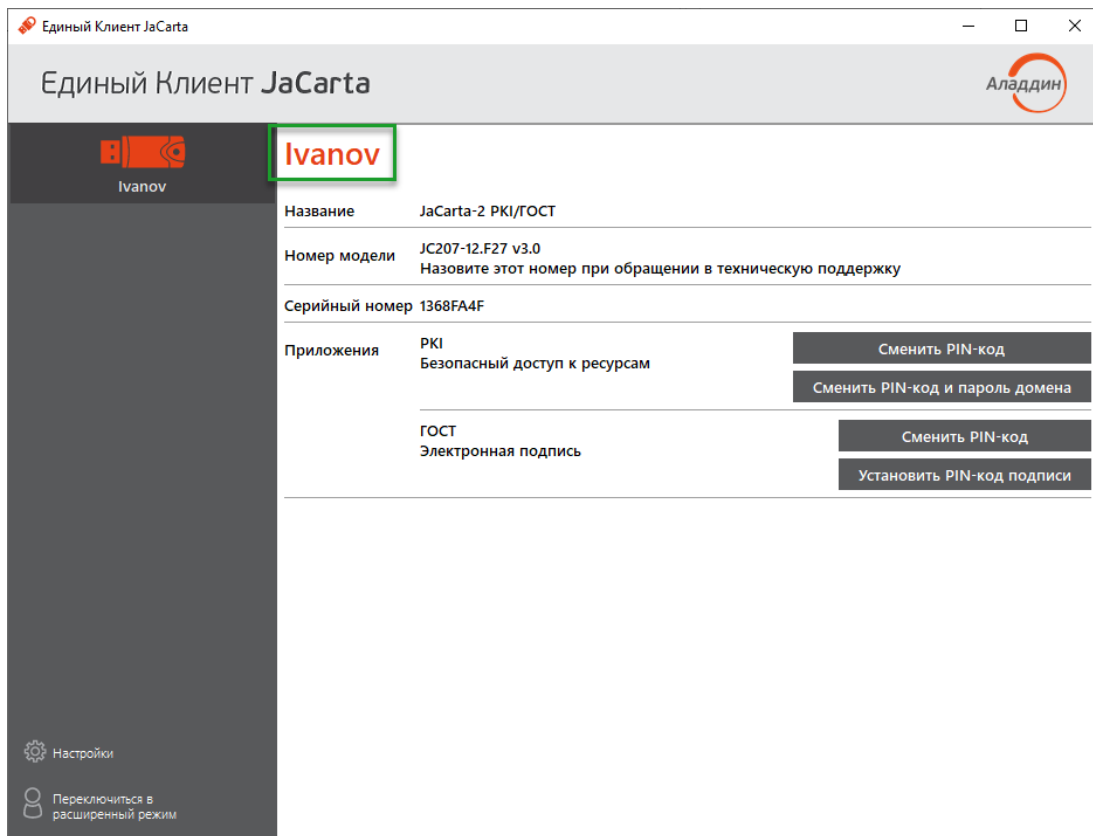 Единый Клиент JaCarta
Единый Клиент JaCarta
Аладдин
Ivanov
Ivanov
Название JaCarta-2 PKI/ГОСТ
Номер модели JC207-12.F27 v3.0
Назовите этот номер при обращении в техническую поддержку
Серийный номер 1368FA4F
Приложения PKI
Безопасный доступ к ресурсам
Сменить PIN-код
Сменить PIN-код и пароль домена
ГОСТ
Электронная подпись
Сменить PIN-код
Установить PIN-код подписи
Настройки
Переключиться в
расширенный режим